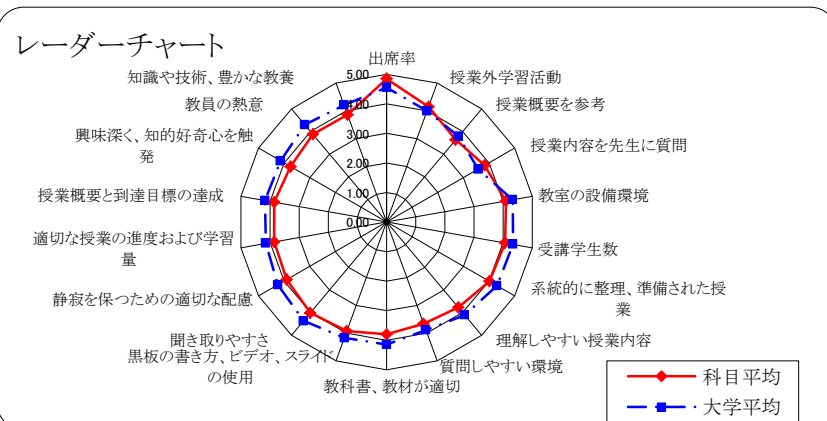 レーダーチャート
出席率
授業外学習活動
授業概要を参考
授業内容を先生に質問
教室の設備環境
受講学生数
系統的に整理、準備された授
業
理解しやすい授業内容
質問しやすい環境
教科書、教材が適切
黒板の書き方、ビデオ、スライド
の使用
聞き取りやすさ
静寂を保つための適切な配慮
適切な授業の進度および学習
量
授業概要と到達目標の達成
興味深く、知的好奇心を触
発
教員の熱意
知識や技術、豊かな教養
5.00
4.00
3.00
2.00
1.00
0.00
科目平均
大学平均